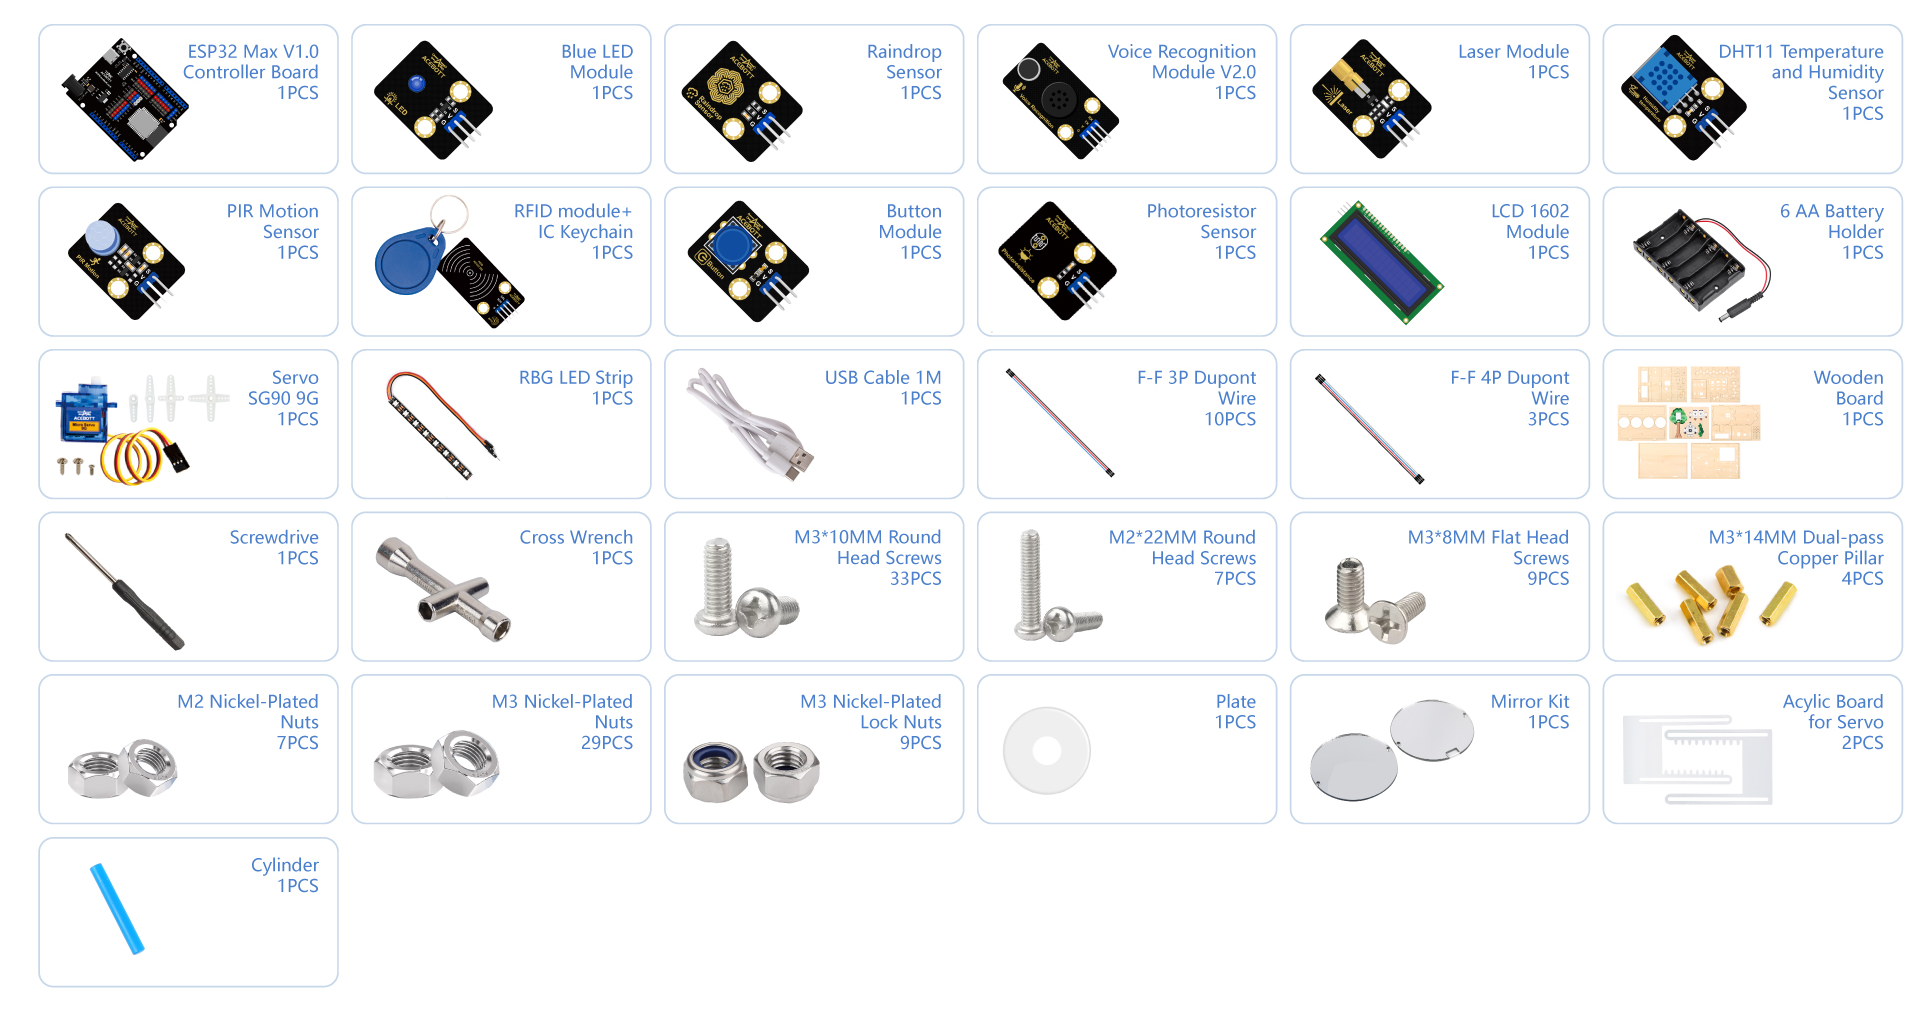 ESP32 Max V1.0
Controller Board
1PCS
Blue LED
Module
1PCS
Raindrop
Sensor
1PCS
Voice Recognition
Module V2.0
1PCS
Laser Module
1PCS
DHT11 Temperature
and Humidity
Sensor
1PCS
PIR Motion
Sensor
1PCS
RFID module+
IC Keychain
1PCS
Button
Module
1PCS
Photoresistor
Sensor
1PCS
LCD 1602
Module
1PCS
6 AA Battery
Holder
1PCS
Servo
SG90 9G
1PCS
RBG LED Strip
1PCS
USB Cable 1M
1PCS
F-F 3P Dupont
Wire
10PCS
F-F 4P Dupont
Wire
3PCS
Wooden
Board
1PCS
Screwdrive
1PCS
Cross Wrench
1PCS
M3*10MM Round
Head Screws
33PCS
M2*22MM Round
Head Screws
7PCS
M3*8MM Flat Head
Screws
9PCS
M3*14MM Dual-pass
Copper Pillar
4PCS
M2 Nickel-Plated
Nuts
7PCS
M3 Nickel-Plated
Nuts
29PCS
M3 Nickel-Plated
Lock Nuts
9PCS
Plate
1PCS
Mirror Kit
1PCS
Acylic Board
for Servo
2PCS
Cylinder
1PCS